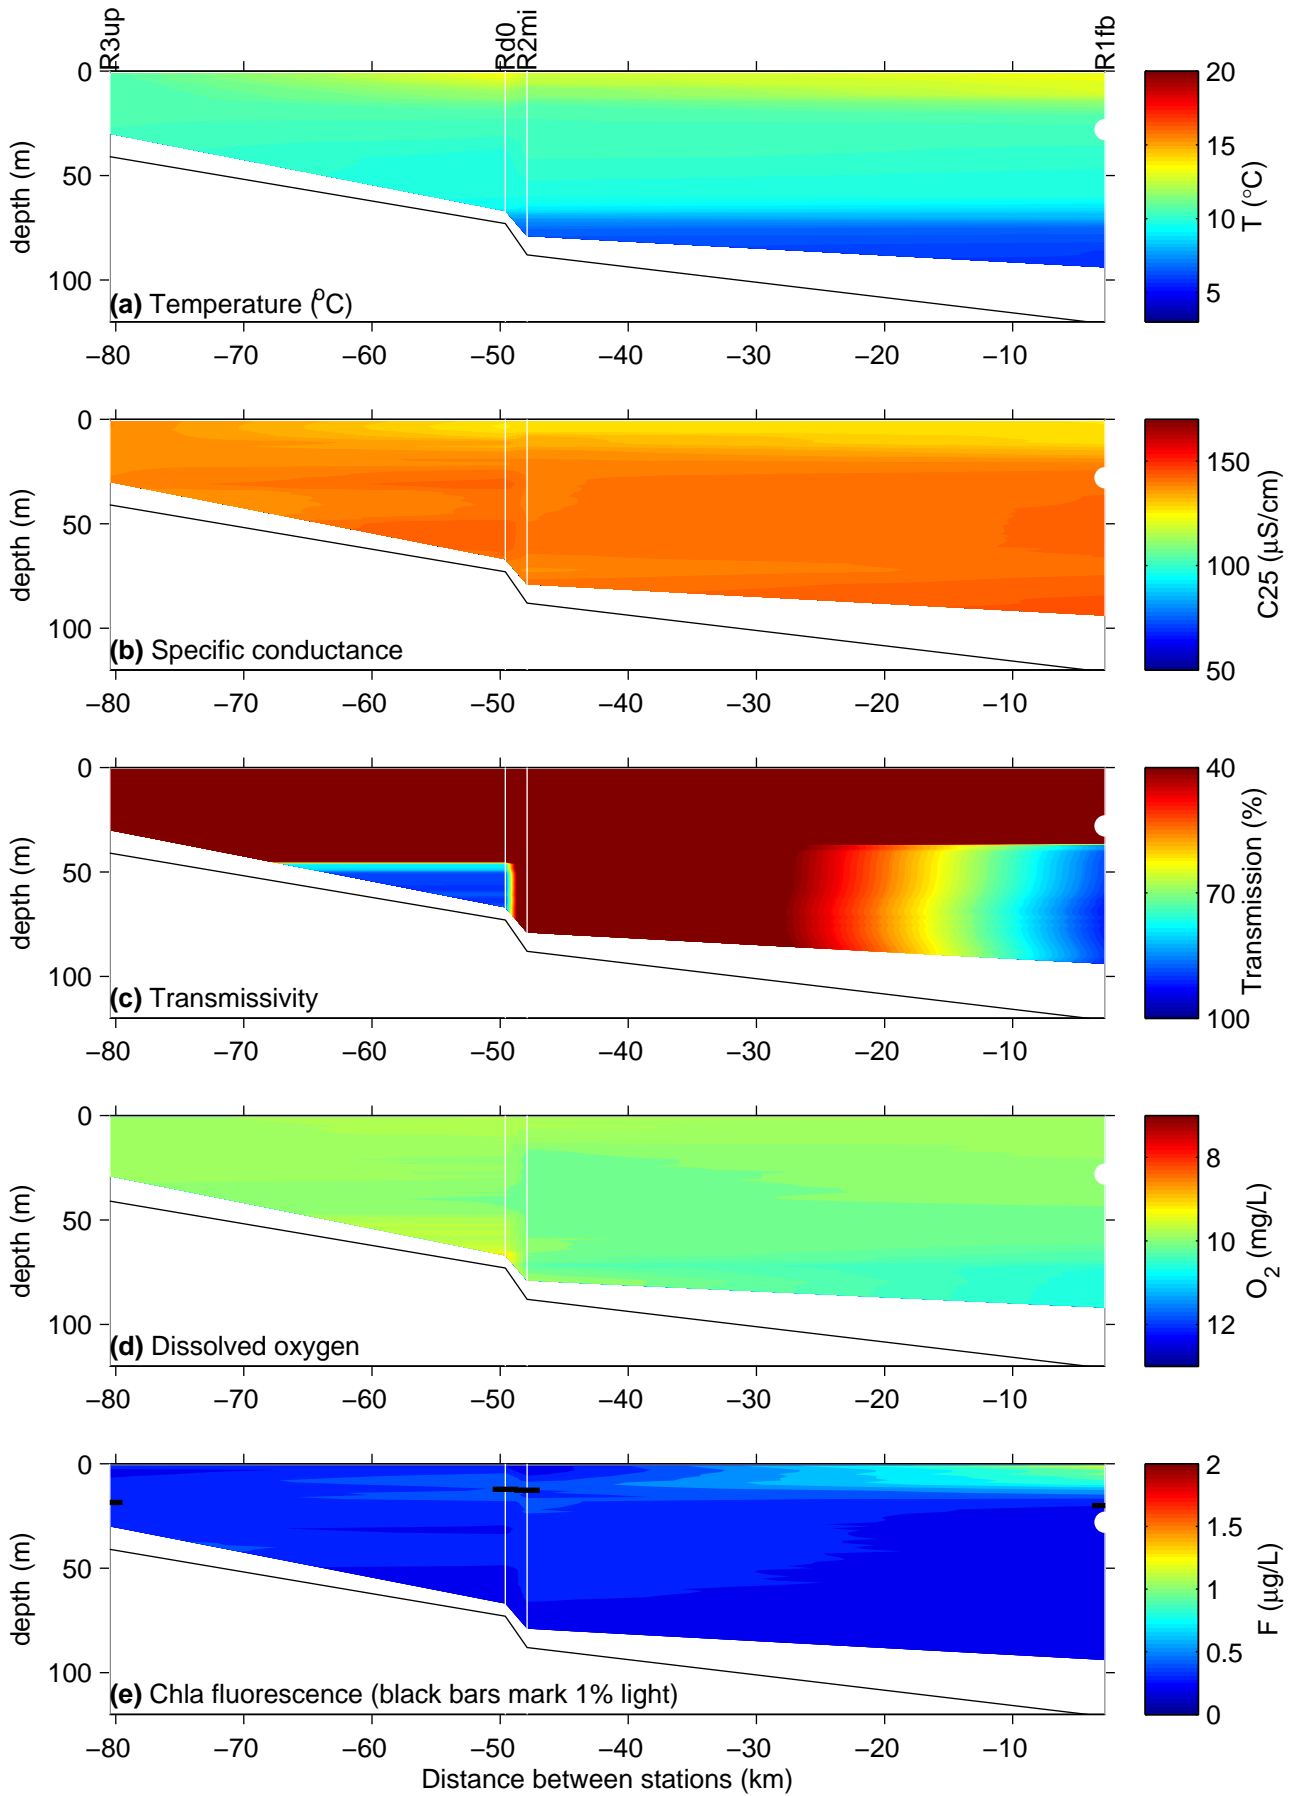 R3up Rd0 R2mi R1fb
0
50
100
depth (m)
(a) Temperature (ºC)
−80 −70 −60 −50 −40 −30 −20 −10
20
15
10
5
T (°C)
0
50
100
depth (m)
(b) Specific conductance
−80 −70 −60 −50 −40 −30 −20 −10
150
100
50
C25 (μS/cm)
0
50
100
depth (m)
(c) Transmissivity
−80 −70 −60 −50 −40 −30 −20 −10
40
70
100
Transmission (%)
0
50
100
depth (m)
(d) Dissolved oxygen
−80 −70 −60 −50 −40 −30 −20 −10
8
10
12
O2 (mg/L)
0
50
100
depth (m)
(e) Chla fluorescence (black bars mark 1% light)
−80 −70 −60 −50 −40 −30 −20 −10
2
1.5
1
0.5
0
F (μg/L)
Distance between stations (km)